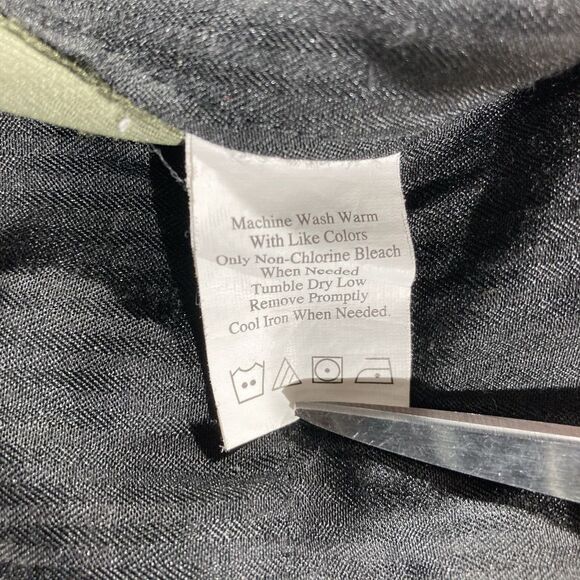 Machine Wash Warm
With Like Colors
Only Non-Chlorine Bleach
When Needed
Tumble Dry Low
Remove Promptly
Cool Iron When Needed.